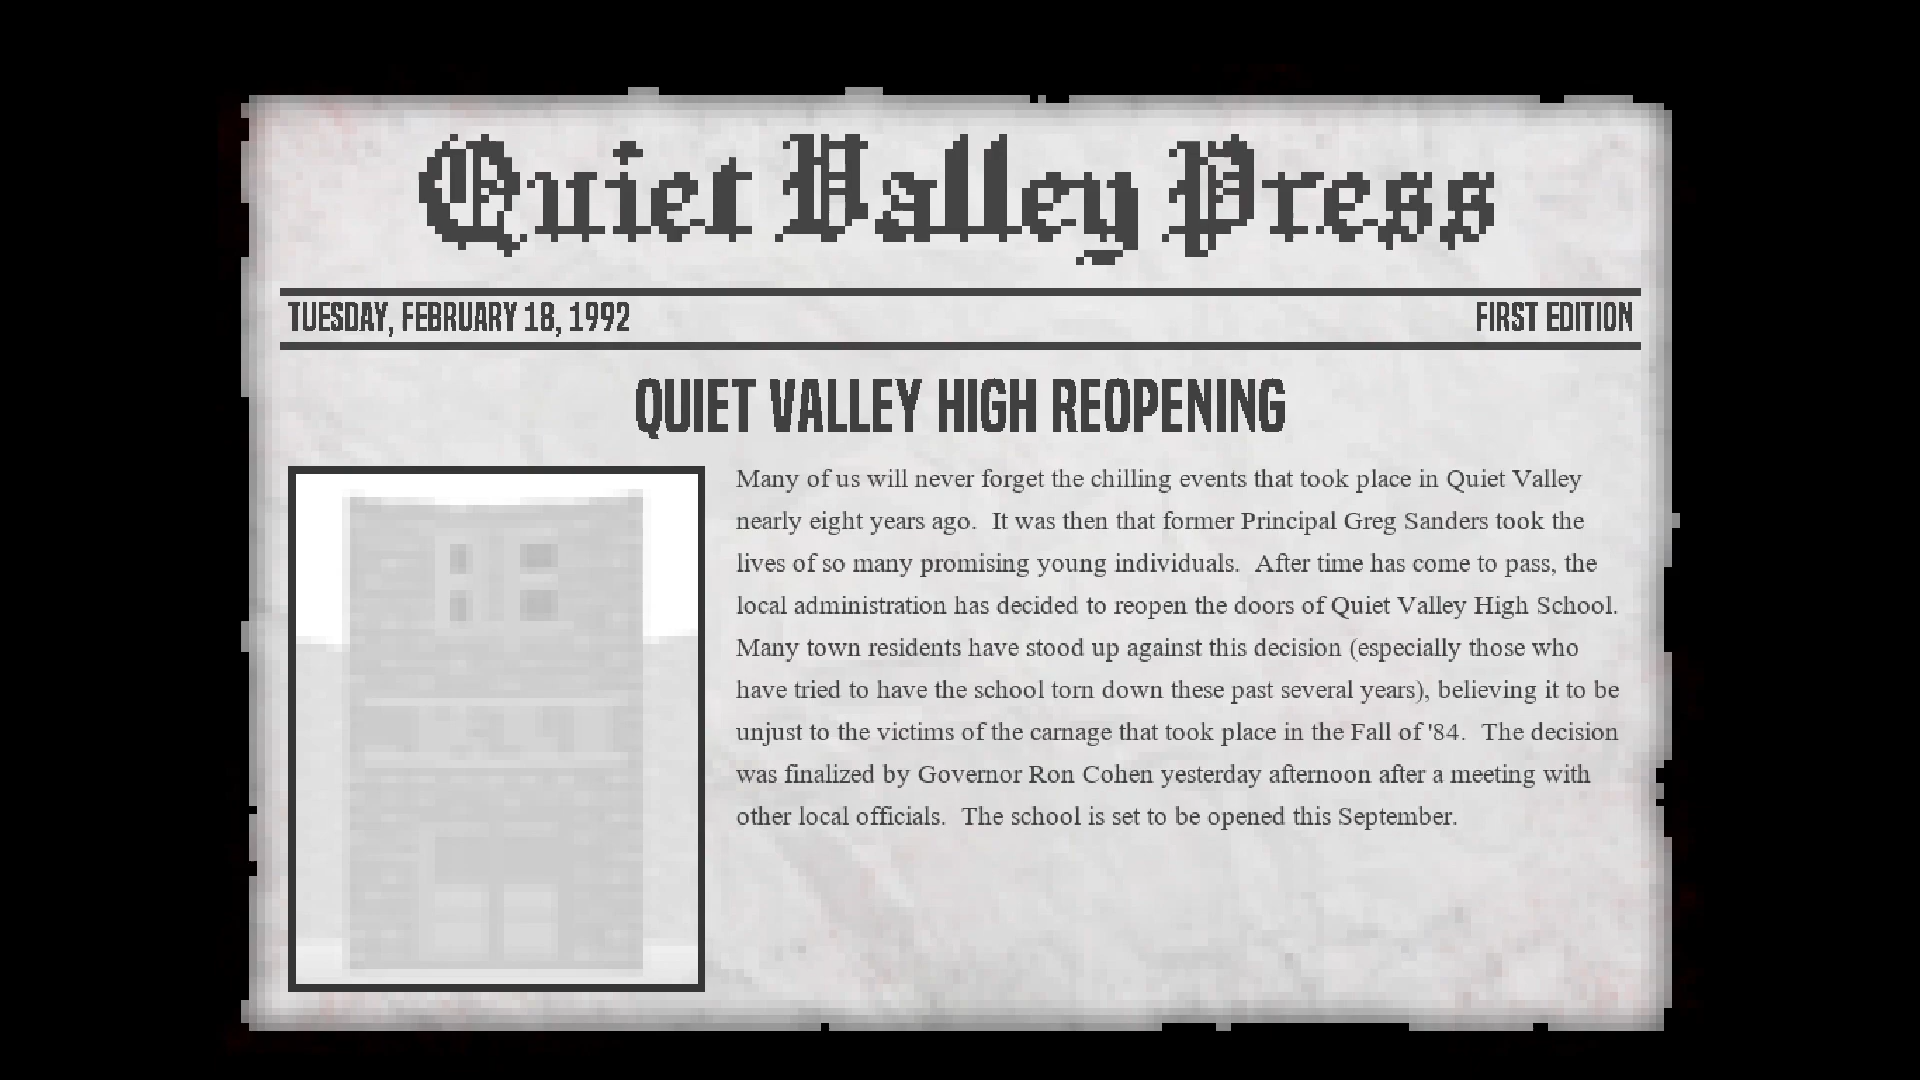 Quiet Valley Press
TUESDAY, FEBRUARY 18, 1992
FIRST EDITION
QUIET VALLEY HIGH REOPENING
Many of us will never forget the chilling events that took place in Quiet Valley
nearly eight years ago.  It was then that former Principal Greg Sanders took the
lives of so many promising young individuals.  After time has come to pass, the
local administration has decided to reopen the doors of Quiet Valley High School.
Many town residents have stood up against this decision (especially those who
have tried to have the school torn down these past several years), believing it to be
unjust to the victims of the carnage that took place in the Fall of '84.  The decision
was finalized by Governor Ron Cohen yesterday afternoon after a meeting with
other local officials.  The school is set to be opened this September.